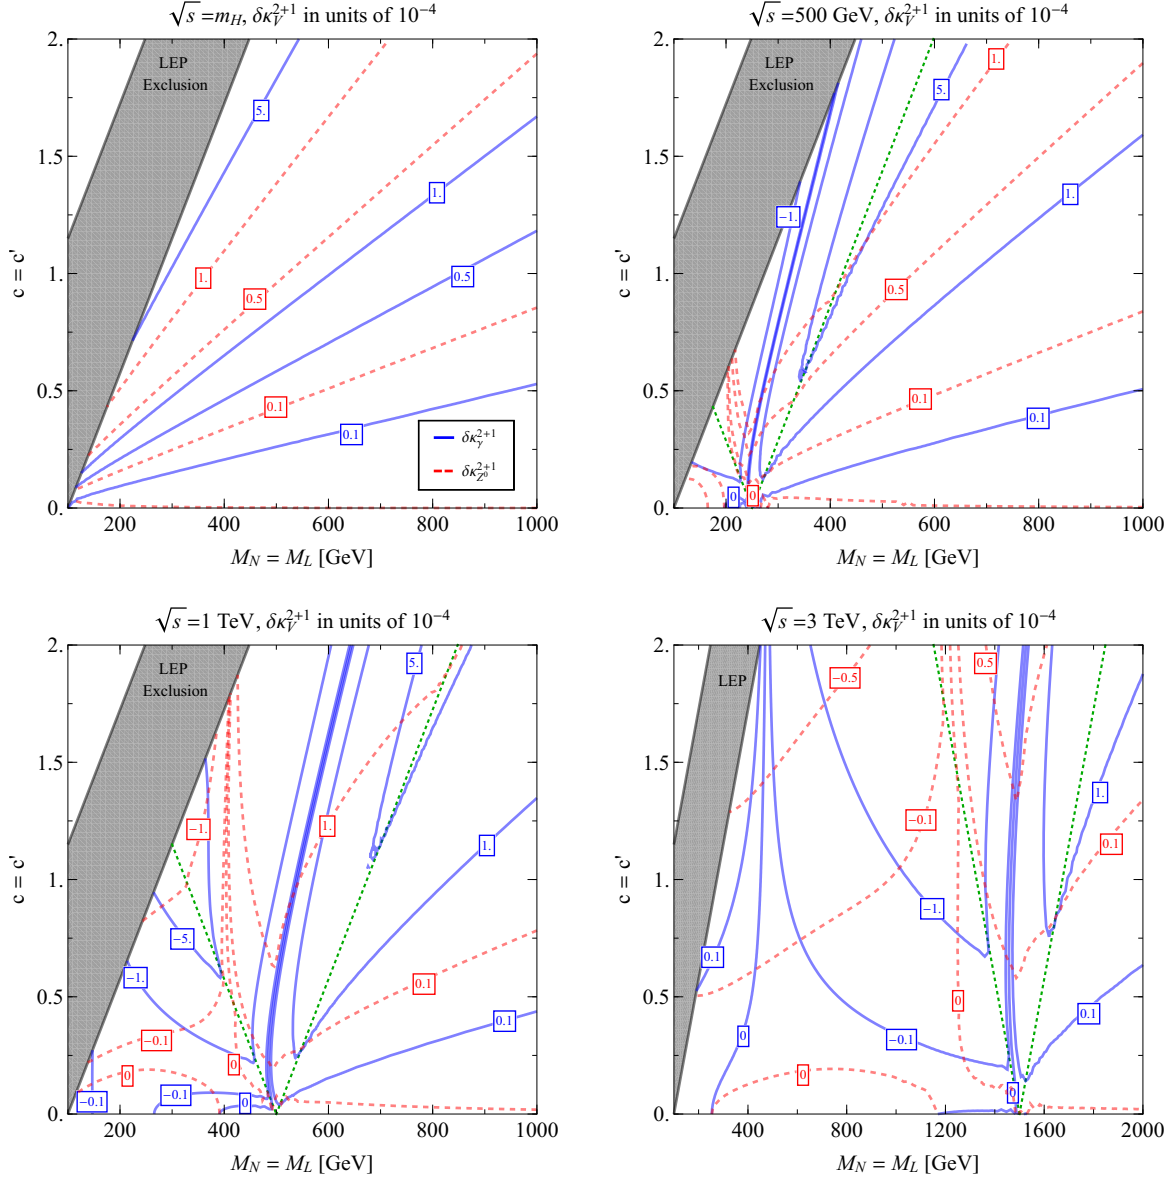 √s =m_H, δκ_V^{2+1} in units of 10^{-4}
2.
1.5
1.
0.5
0.
c = c'
LEP
Exclusion
5.
1.
1.
0.5
0.5
0.1
0.1
δκ_γ^{2+1}
δκ_{Z^0}^{2+1}
200 400 600 800 1000
M_N = M_L [GeV]
√s =500 GeV, δκ_V^{2+1} in units of 10^{-4}
2.
1.5
1.
0.5
0.
c = c'
LEP
Exclusion
1.
5.
−1.
1.
0.5
0.1
0.1
0
0
200 400 600 800 1000
M_N = M_L [GeV]
√s =1 TeV, δκ_V^{2+1} in units of 10^{-4}
2.
1.5
1.
0.5
0.
c = c'
LEP
Exclusion
5.
−1.
1.
1.
−5.
−1.
0.1
0.1
−0.1
0
0
−0.1
−0.1
0
200 400 600 800 1000
M_N = M_L [GeV]
√s =3 TeV, δκ_V^{2+1} in units of 10^{-4}
2.
1.5
1.
0.5
0.
c = c'
LEP
−0.5
0.5
1.
−0.1
0.1
−1.
0.1
0
0.1
0
−0.1
0
0
400 800 1200 1600 2000
M_N = M_L [GeV]